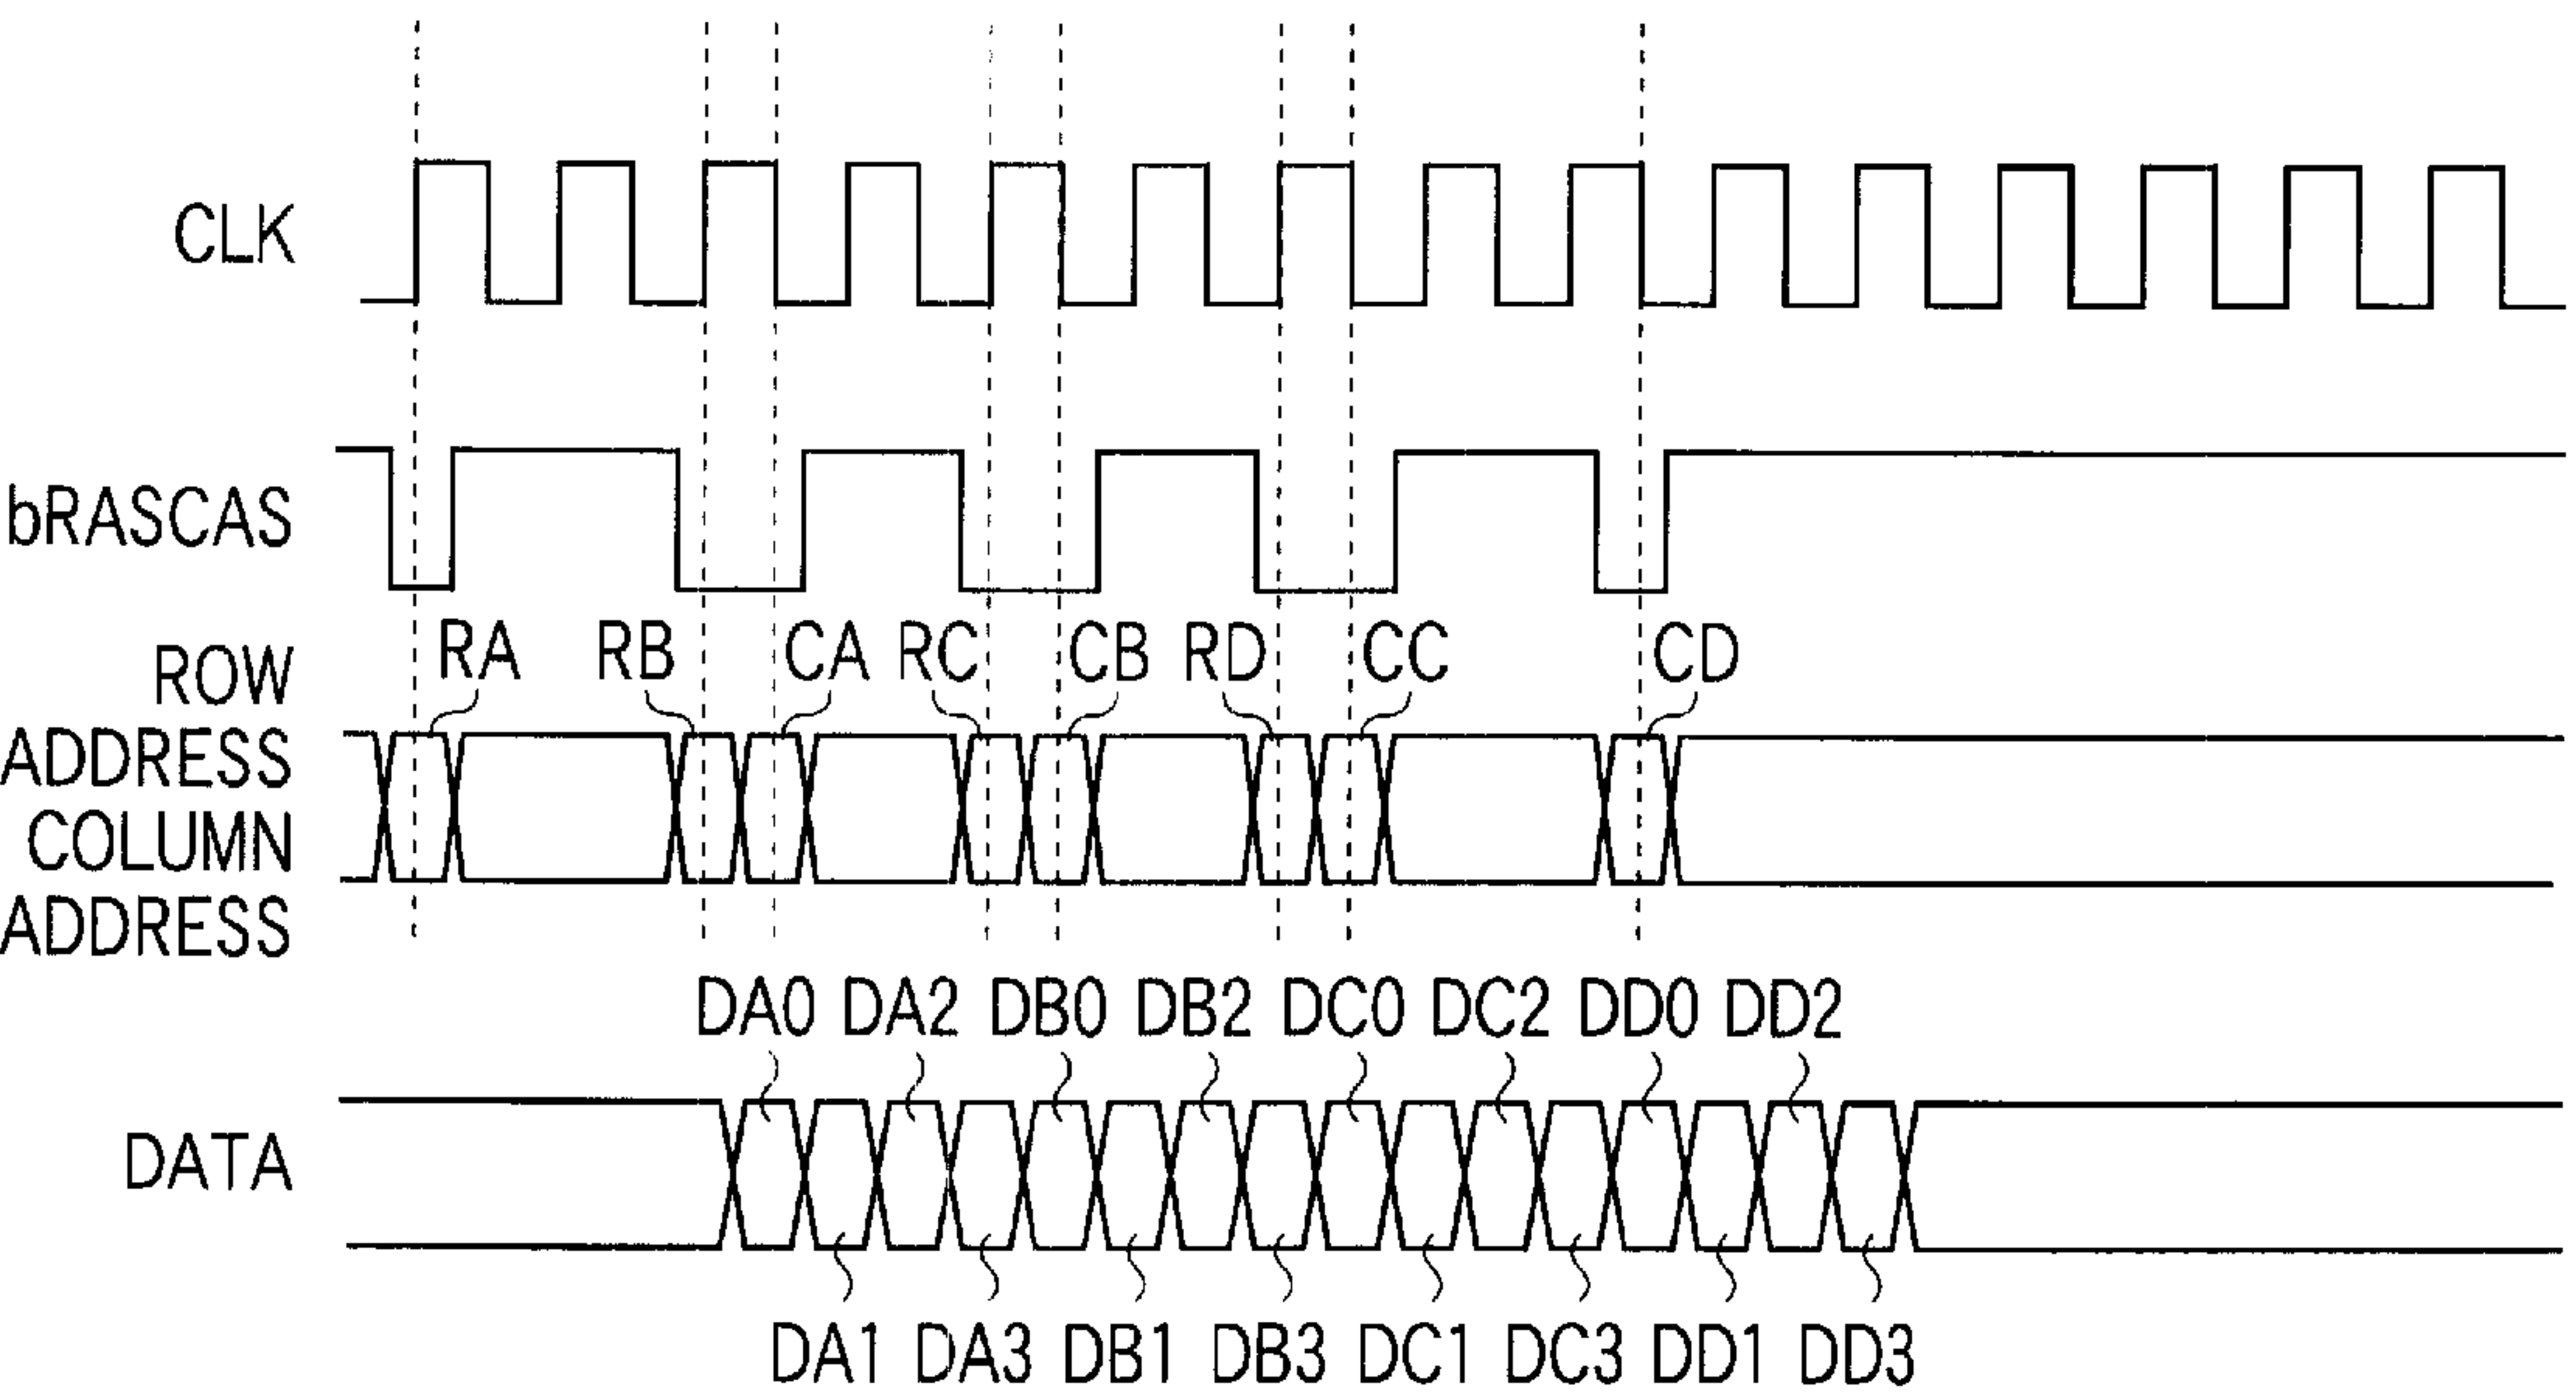 CLK
bRASCAS
RA RB CA RC CB RD CC CD
ROW
ADDRESS
COLUMN
ADDRESS
DA0 DA2 DB0 DB2 DC0 DC2 DD0 DD2
DATA
DA1 DA3 DB1 DB3 DC1 DC3 DD1 DD3